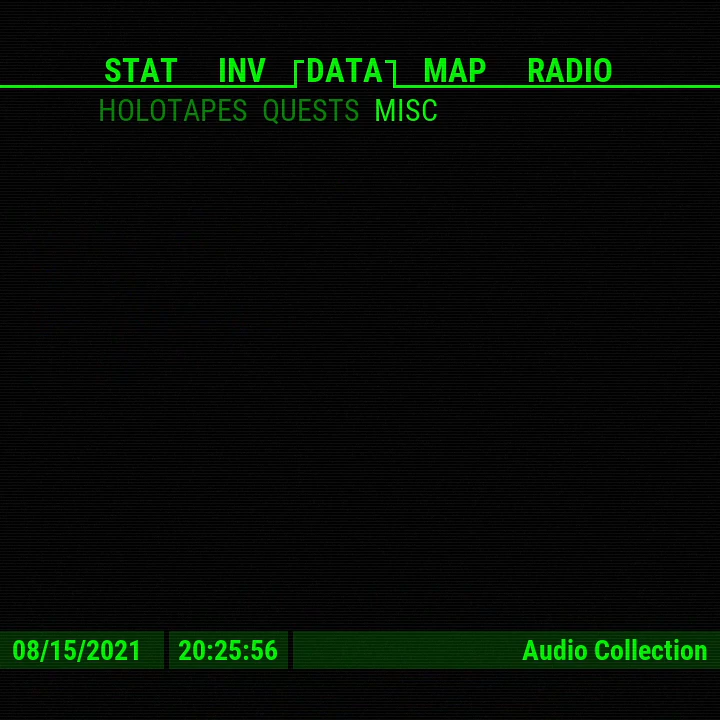 STAT INV DATA MAP RADIO
HOLOTAPES QUESTS MISC
08/15/2021 20:25:56 Audio Collection